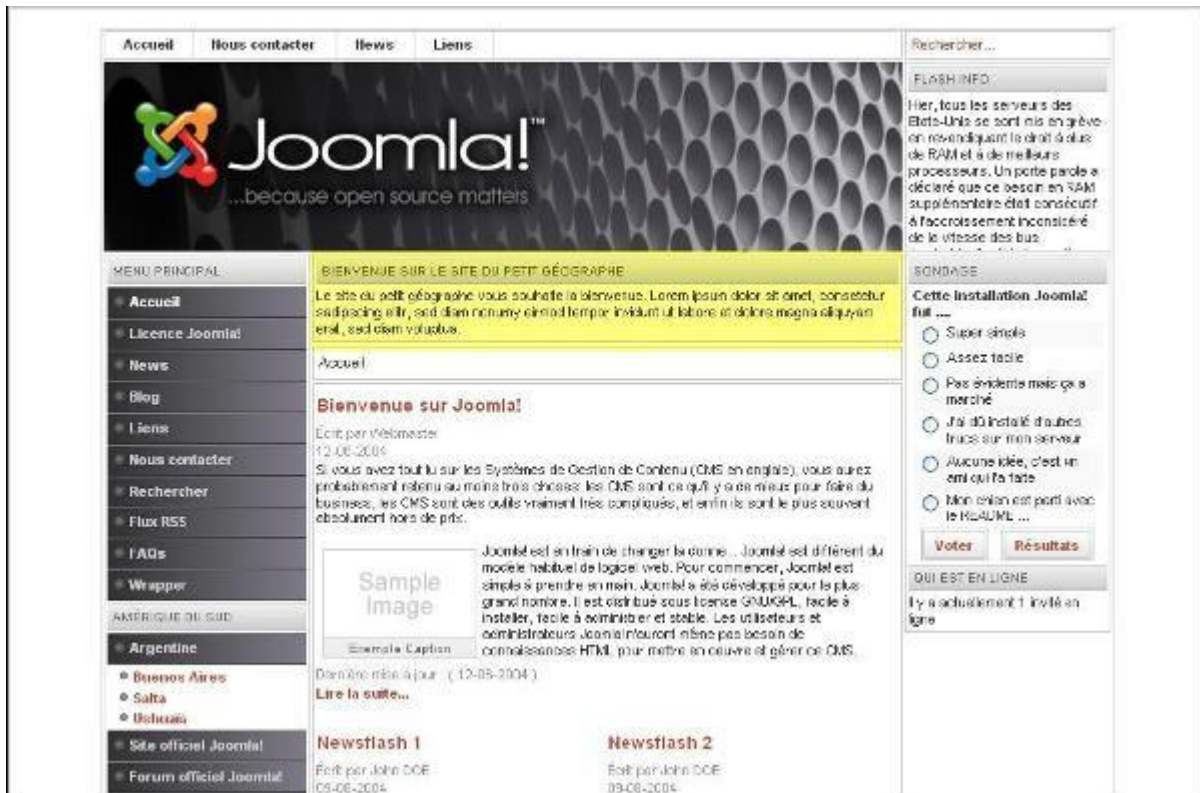 Accueil Nous contacter News Liens
Rechercher...
Joomla!™
...because open source matters
FLASH INFO
Hier, tous les serveurs des
Etats-Unis se sont mis en grève
en revendiquant le droit à plus
de RAM et à de meilleurs
processeurs. Un porte parole a
déclaré que ce besoin en RAM
supplémentaire était consécutif
à l'accroissement inconsidéré
de la vitesse des bus
MENU PRINCIPAL
Accueil
Licence Joomla!
News
Blog
Liens
Nous contacter
Rechercher
Flux RSS
FAQs
Wrapper
AMÉRIQUE DU SUD
Argentine
Buenos Aires
Salta
Ushuaia
Site officiel Joomla!
Forum officiel Joomla!
BIENVENUE SUR LE SITE DU PETIT GÉOGRAPHE
Le site du petit géographe vous souhaite la bienvenue. Lorem ipsum dolor sit amet, consetetur
sadipscing elitr, sed diam nonumy eirmod tempor invidunt ut labore et dolore magna aliquyam
erat, sed diam voluptua.
Accueil
Bienvenue sur Joomla!
Écrit par Webmaster
12-06-2004
Si vous avez tout lu sur les Systèmes de Gestion de Contenu (CMS en anglais), vous aurez
probablement retenu au moins trois choses: les CMS sont ce qu'il y a de mieux pour faire du
business, les CMS sont des outils vraiment très compliqués, et enfin ils sont le plus souvent
absolument hors de prix.
Sample
Image
Example Caption
Joomla! est en train de changer la donne... Joomla! est différent du
modèle habituel de logiciel web. Pour commencer, Joomla! est
simple à prendre en main. Joomla! a été développé pour le plus
grand nombre. Il est distribué sous license GNU/GPL, facile à
installer, facile à administrer et stable. Les utilisateurs et
administrateurs Joomla n'auront même pas besoin de
connaissances HTML pour mettre en oeuvre et gérer ce CMS.
Dernière mise à jour : ( 12-06-2004 )
Lire la suite...
Newsflash 1
Écrit par John DOE
09-08-2004
Newsflash 2
Écrit par John DOE
09-08-2004
SONDAGE
Cette installation Joomla!
fut ....
Super simple
Assez facile
Pas évidente mais ça a
marché
J'ai dû installé d'autres
trucs sur mon serveur
Aucune idée, c'est un
ami qui l'a faite
Mon chien est parti avec
le README ...
Voter Résultats
QUI EST EN LIGNE
Il y a actuellement 1 invité en
ligne